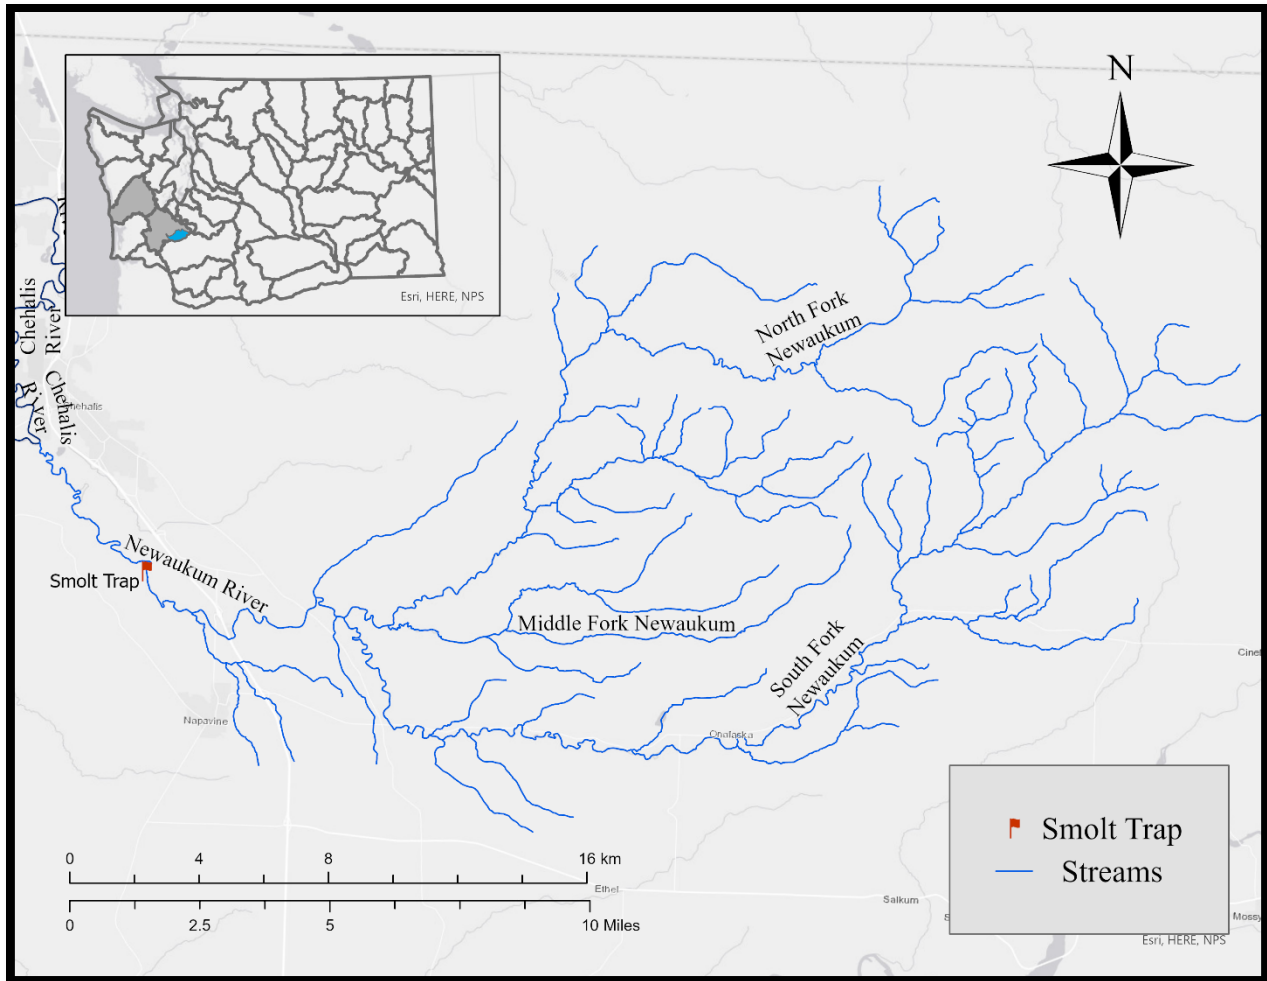 N
Esri, HERE, NPS
Chehalis
River
Chehalis
River
Chehalis
North Fork
Newaukum
Newaukum River
Smolt Trap
Middle Fork Newaukum
South Fork
Newaukum
Napavine
Onalaska
Cineb
0 4 8 16 km
0 2.5 5 10 Miles
Ethel
Salkum
S
Mossy
Smolt Trap
Streams
Esri, HERE, NPS